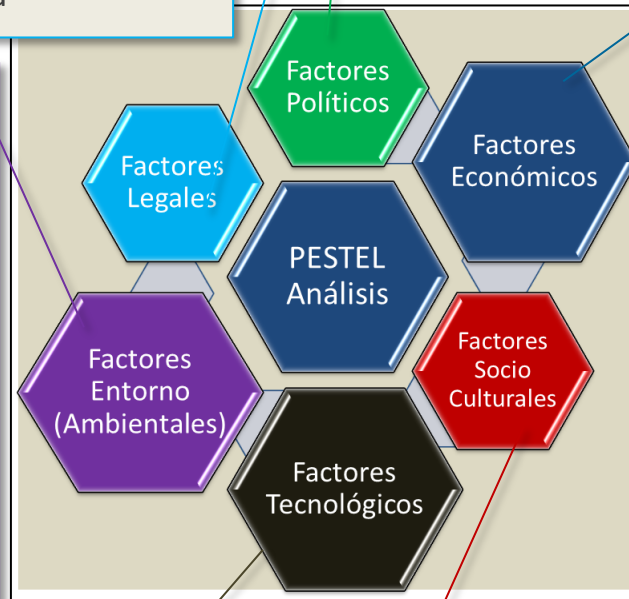 Factores
Políticos
Factores
Económicos
Factores
Legales
PESTEL
Análisis
Factores
Socio
Culturales
Factores
Entorno
(Ambientales)
Factores
Tecnológicos